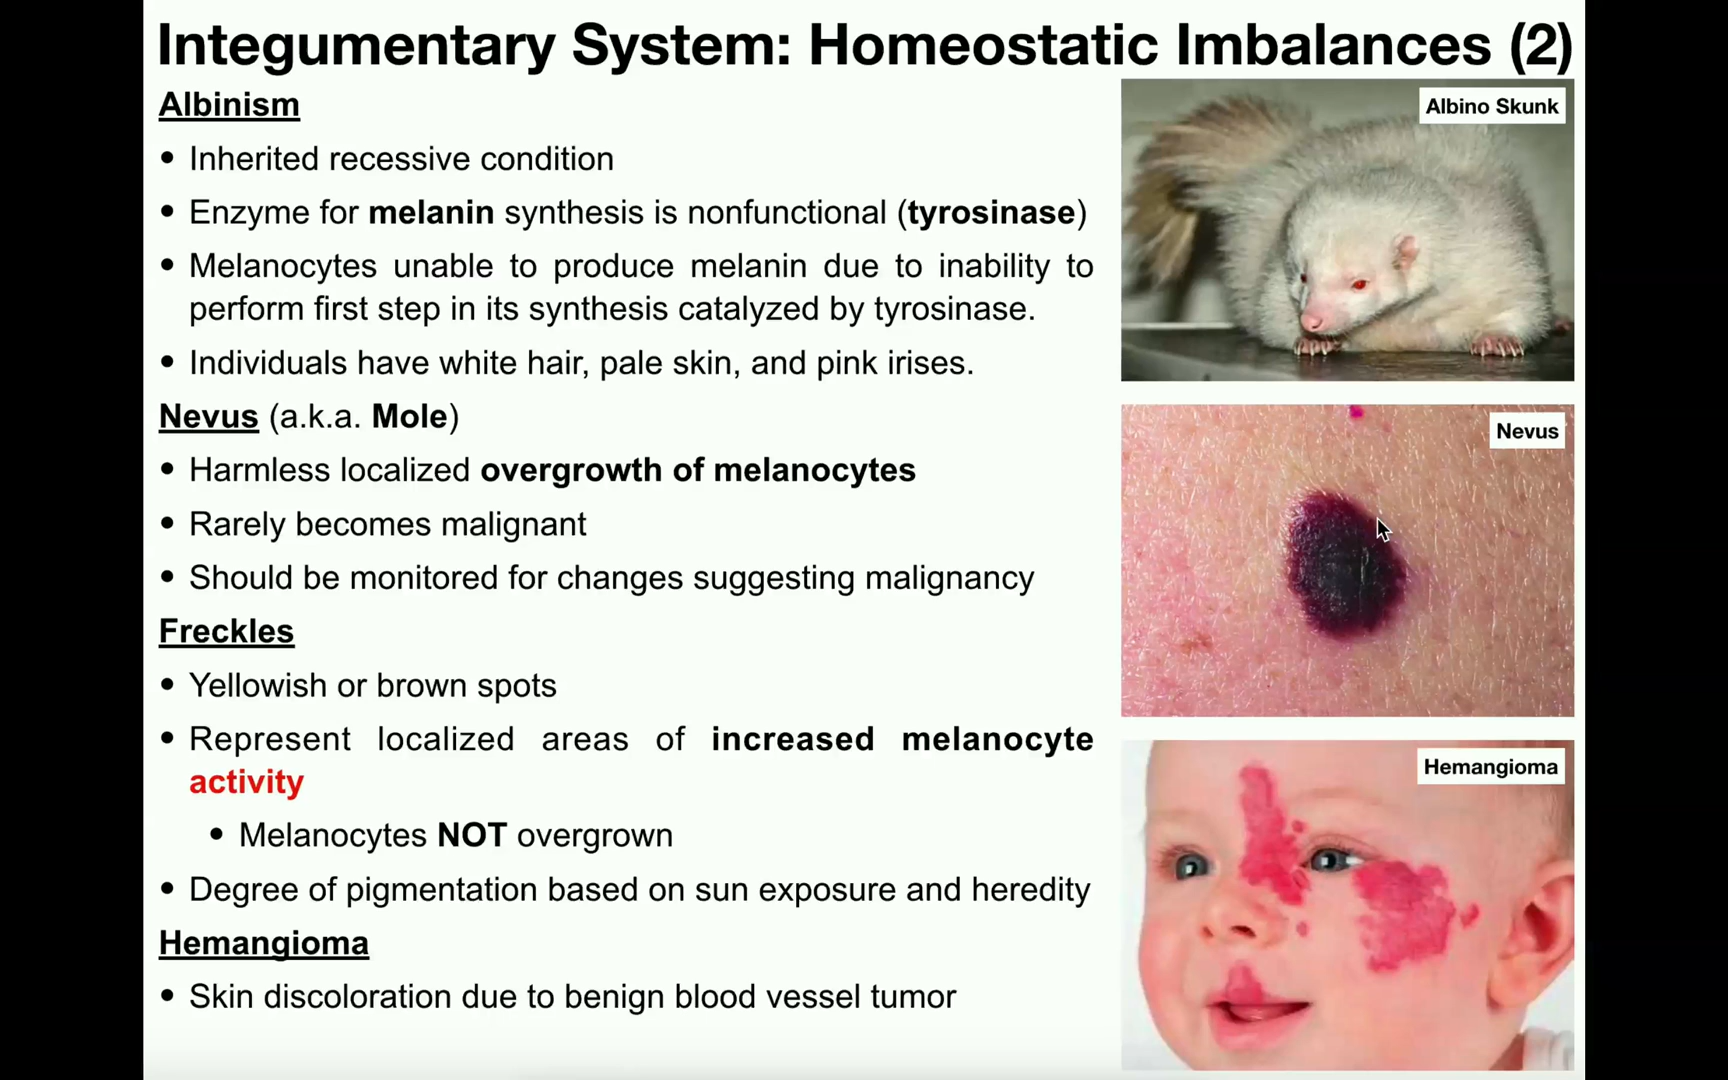 Integumentary System: Homeostatic Imbalances (2)
Albinism
• Inherited recessive condition
• Enzyme for melanin synthesis is nonfunctional (tyrosinase)
• Melanocytes unable to produce melanin due to inability to
perform first step in its synthesis catalyzed by tyrosinase.
• Individuals have white hair, pale skin, and pink irises.
Nevus (a.k.a. Mole)
• Harmless localized overgrowth of melanocytes
• Rarely becomes malignant
• Should be monitored for changes suggesting malignancy
Freckles
• Yellowish or brown spots
• Represent localized areas of increased melanocyte
activity
• Melanocytes NOT overgrown
• Degree of pigmentation based on sun exposure and heredity
Hemangioma
• Skin discoloration due to benign blood vessel tumor
Albino Skunk
Nevus
Hemangioma